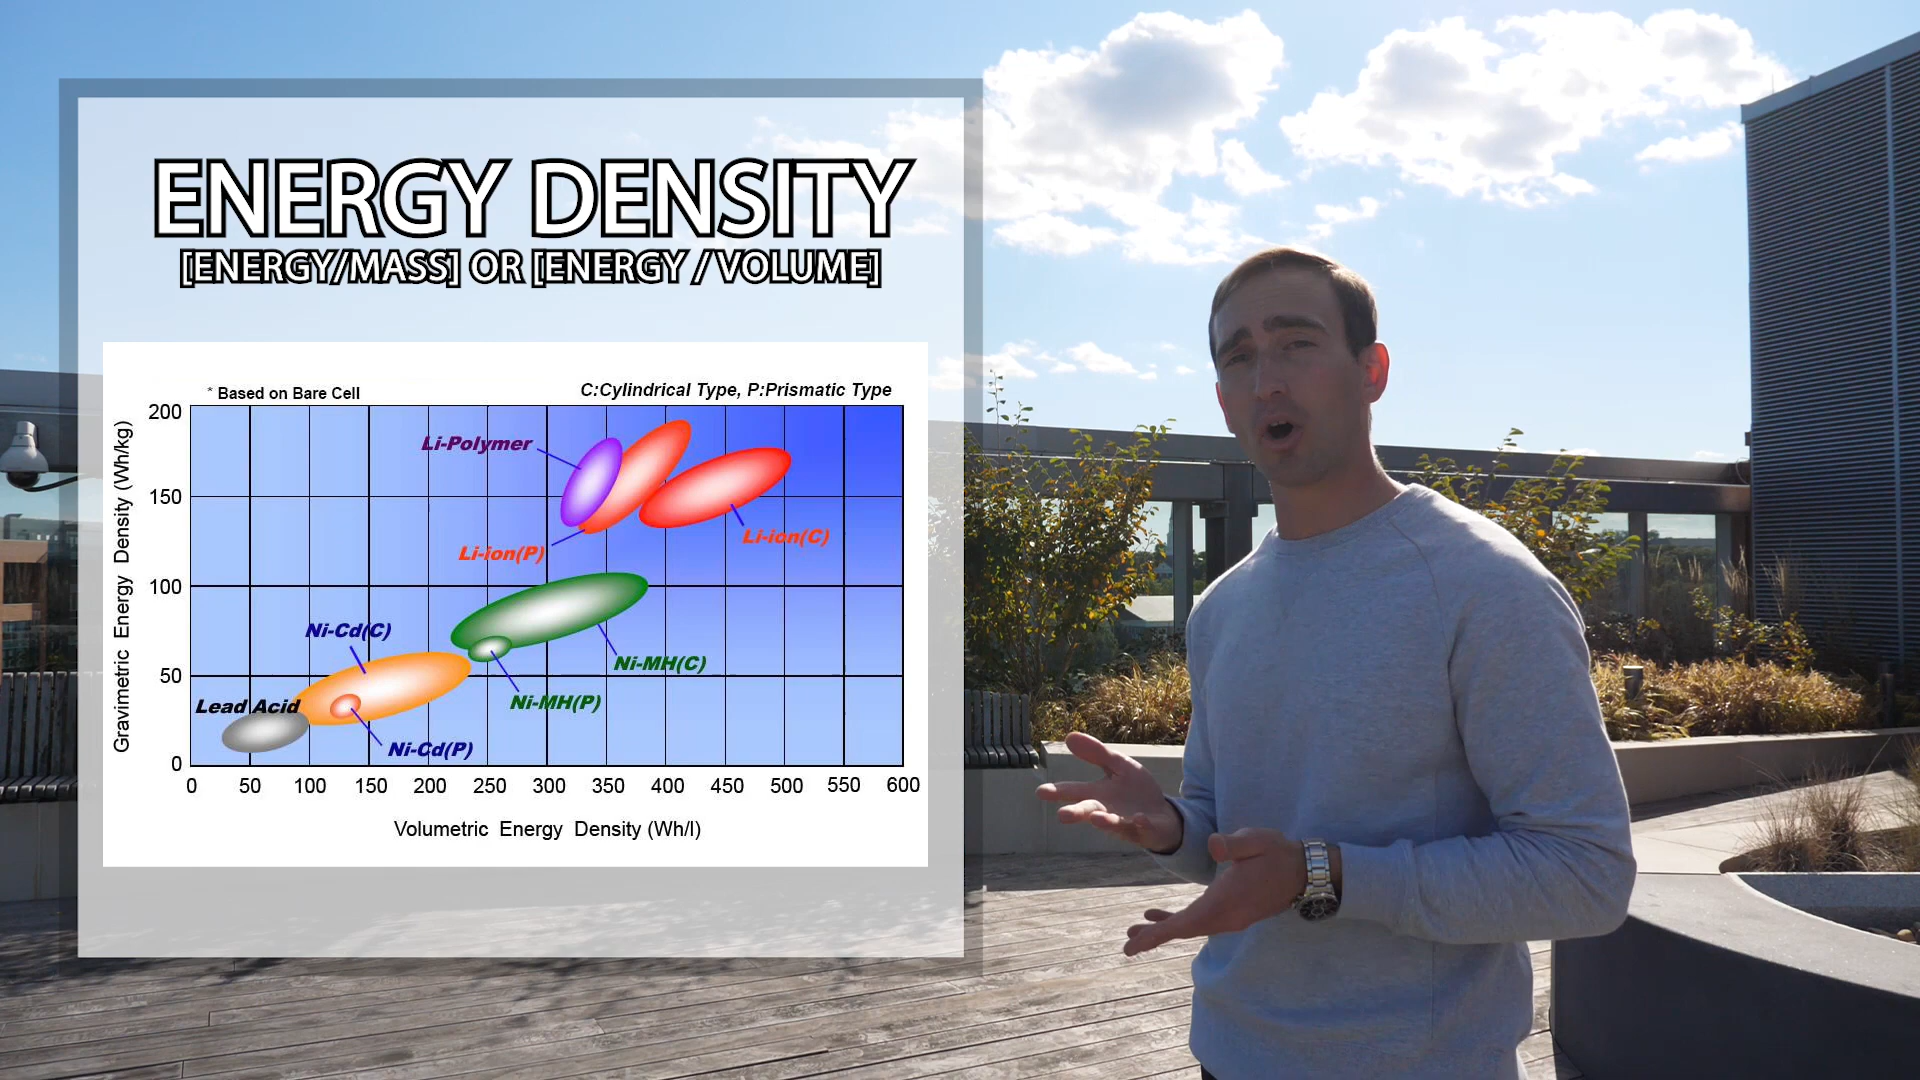 ENERGY DENSITY
[ENERGY/MASS] OR [ENERGY / VOLUME]
* Based on Bare Cell
C:Cylindrical Type, P:Prismatic Type
Gravimetric Energy Density (Wh/kg)
200
150
100
50
0
Li-Polymer
Li-ion(P)
Li-ion(C)
Ni-Cd(C)
Ni-MH(C)
Ni-MH(P)
Lead Acid
Ni-Cd(P)
0 50 100 150 200 250 300 350 400 450 500 550 600
Volumetric Energy Density (Wh/l)